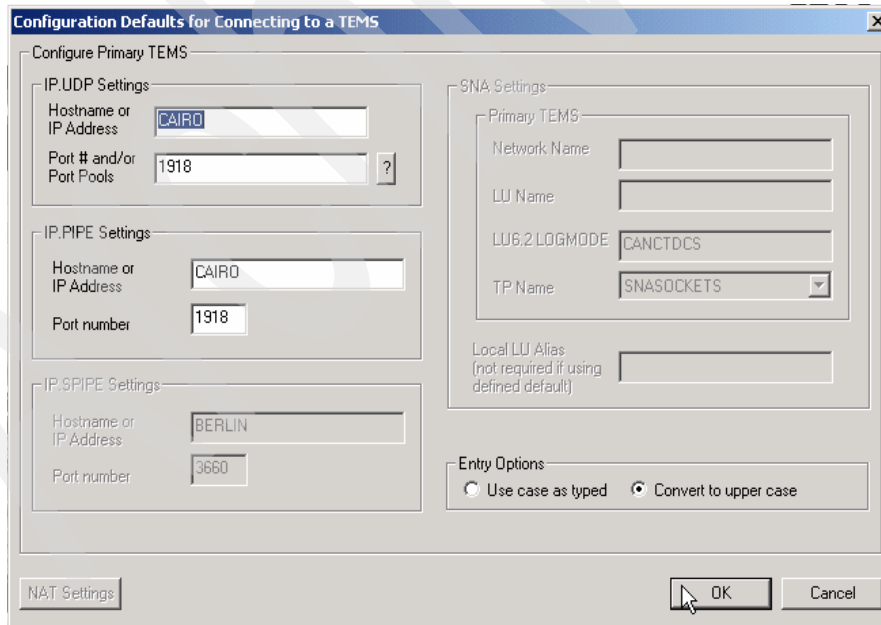 Configuration Defaults for Connecting to a TEMS
Configure Primary TEMS
IP.UDP Settings
Hostname or
IP Address
CAIRO
Port # and/or
Port Pools
1918
?
IP.PIPE Settings
Hostname or
IP Address
CAIRO
Port number
1918
IP.SPIPE Settings
Hostname or
IP Address
BERLIN
Port number
3660
SNA Settings
Primary TEMS
Network Name
LU Name
LU6.2 LOGMODE
CANCTDCS
TP Name
SNASOCKETS
Local LU Alias
(not required if using
defined default)
Entry Options
Use case as typed
Convert to upper case
NAT Settings
OK
Cancel